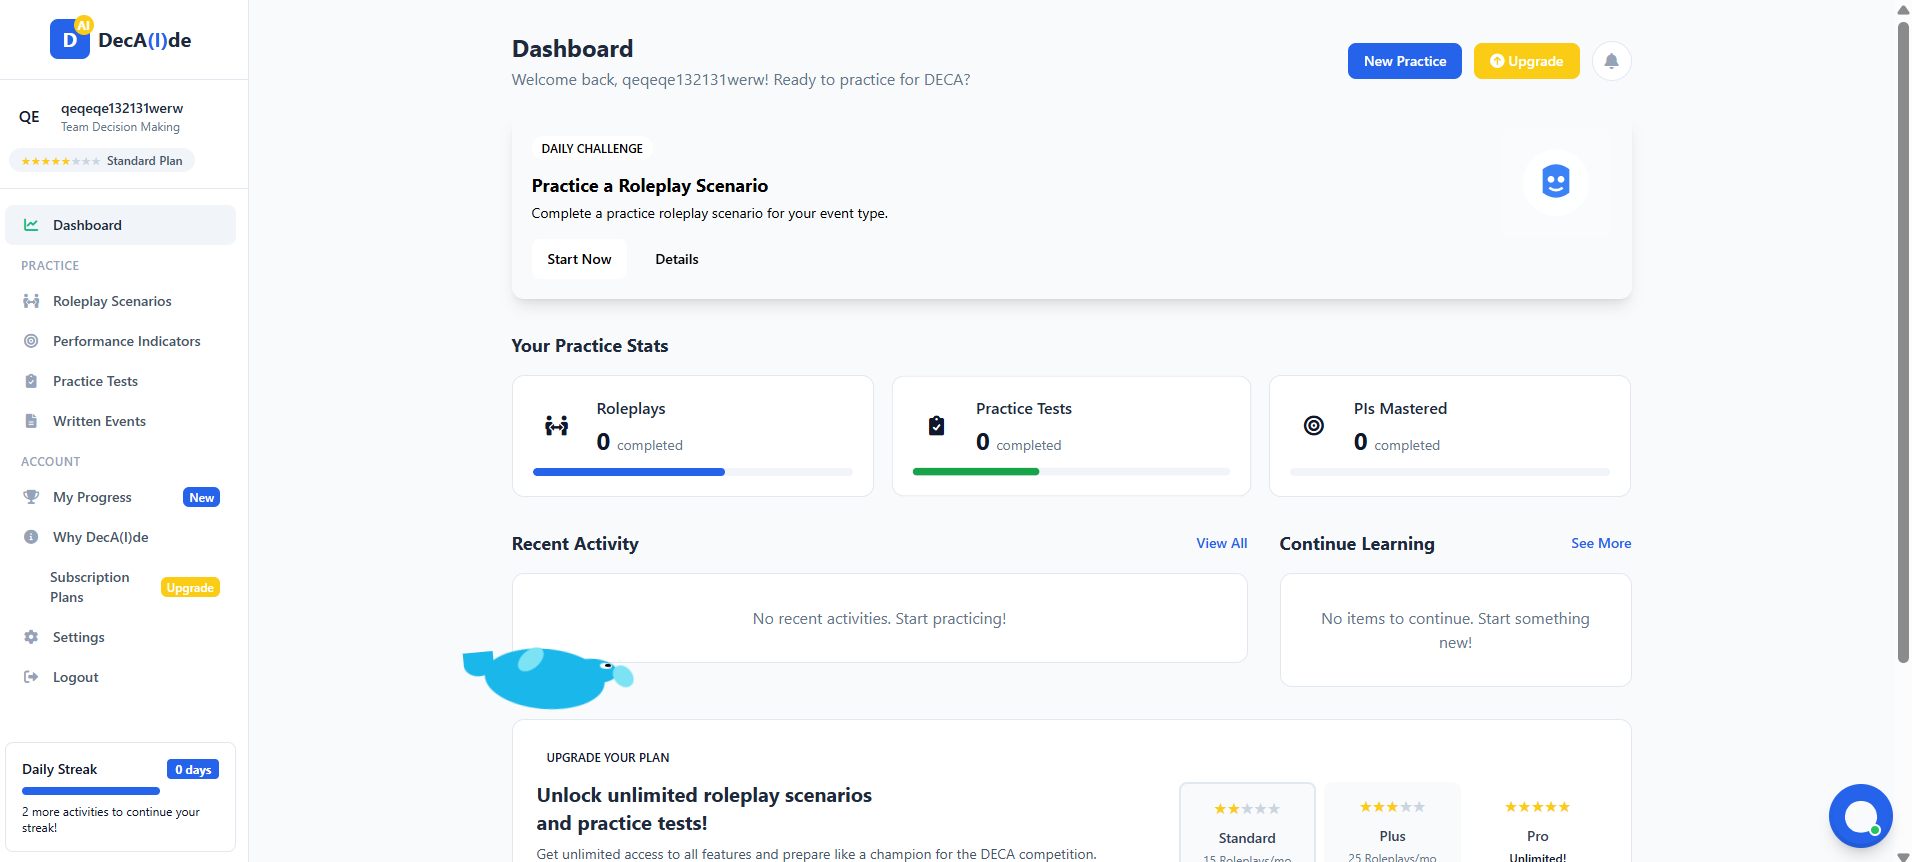 D
AI
DecA(I)de
QE
qeqeqe132131werw
Team Decision Making
★★★★★★★★ Standard Plan
Dashboard
PRACTICE
Roleplay Scenarios
Performance Indicators
Practice Tests
Written Events
ACCOUNT
My Progress
New
Why DecA(I)de
Subscription
Plans
Upgrade
Settings
Logout
Daily Streak
0 days
2 more activities to continue your
streak!
Dashboard
Welcome back, qeqeqe132131werw! Ready to practice for DECA?
New Practice
Upgrade
DAILY CHALLENGE
Practice a Roleplay Scenario
Complete a practice roleplay scenario for your event type.
Start Now
Details
Your Practice Stats
Roleplays
0 completed
Practice Tests
0 completed
PIs Mastered
0 completed
Recent Activity
View All
No recent activities. Start practicing!
Continue Learning
See More
No items to continue. Start something
new!
UPGRADE YOUR PLAN
Unlock unlimited roleplay scenarios
and practice tests!
Get unlimited access to all features and prepare like a champion for the DECA competition.
★★★★★
Standard
15 Roleplays/mo
★★★★★
Plus
25 Roleplays/mo
★★★★★
Pro
Unlimited!